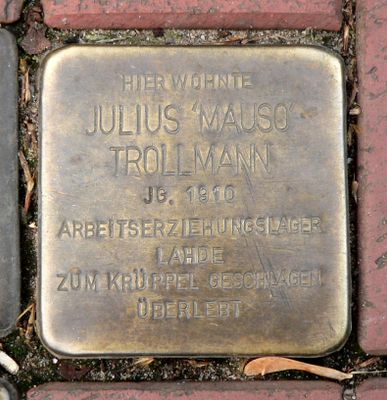 HIER WOHNTE
JULIUS 'MAUSO'
TROLLMANN
JG. 1910
ARBEITSERZIEHUNGSLAGER
LAHDE
ZUM KRÜPPEL GESCHLAGEN
ÜBERLEBT